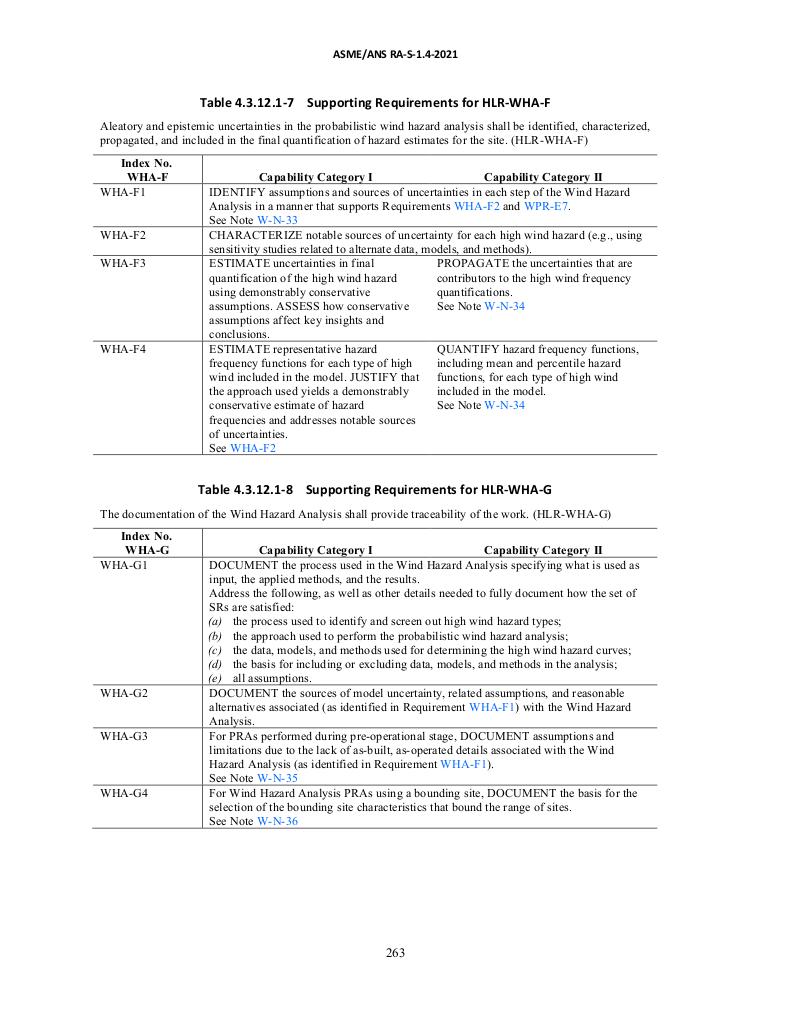 ASME/ANS RA-S-1.4-2021
Table 4.3.12.1-7 Supporting Requirements for HLR-WHA-F
Aleatory and epistemic uncertainties in the probabilistic wind hazard analysis shall be identified, characterized,
propagated, and included in the final quantification of hazard estimates for the site. (HLR-WHA-F)
Index No.
WHA-F
Capability Category I
Capability Category II
WHA-F1
IDENTIFY assumptions and sources of uncertainties in each step of the Wind Hazard
Analysis in a manner that supports Requirements WHA-F2 and WPR-E7.
See Note W-N-33
WHA-F2
CHARACTERIZE notable sources of uncertainty for each high wind hazard (e.g., using
sensitivity studies related to alternate data, models, and methods).
WHA-F3
ESTIMATE uncertainties in final
quantification of the high wind hazard
using demonstrably conservative
assumptions. ASSESS how conservative
assumptions affect key insights and
conclusions.
PROPAGATE the uncertainties that are
contributors to the high wind frequency
quantifications.
See Note W-N-34
WHA-F4
ESTIMATE representative hazard
frequency functions for each type of high
wind included in the model. JUSTIFY that
the approach used yields a demonstrably
conservative estimate of hazard
frequencies and addresses notable sources
of uncertainties.
See WHA-F2
QUANTIFY hazard frequency functions,
including mean and percentile hazard
functions, for each type of high wind
included in the model.
See Note W-N-34
Table 4.3.12.1-8 Supporting Requirements for HLR-WHA-G
The documentation of the Wind Hazard Analysis shall provide traceability of the work. (HLR-WHA-G)
Index No.
WHA-G
Capability Category I
Capability Category II
WHA-G1
DOCUMENT the process used in the Wind Hazard Analysis specifying what is used as
input, the applied methods, and the results.
Address the following, as well as other details needed to fully document how the set of
SRs are satisfied:
(a) the process used to identify and screen out high wind hazard types;
(b) the approach used to perform the probabilistic wind hazard analysis;
(c) the data, models, and methods used for determining the high wind hazard curves;
(d) the basis for including or excluding data, models, and methods in the analysis;
(e) all assumptions.
WHA-G2
DOCUMENT the sources of model uncertainty, related assumptions, and reasonable
alternatives associated (as identified in Requirement WHA-F1) with the Wind Hazard
Analysis.
WHA-G3
For PRAs performed during pre-operational stage, DOCUMENT assumptions and
limitations due to the lack of as-built, as-operated details associated with the Wind
Hazard Analysis (as identified in Requirement WHA-F1).
See Note W-N-35
WHA-G4
For Wind Hazard Analysis PRAs using a bounding site, DOCUMENT the basis for the
selection of the bounding site characteristics that bound the range of sites.
See Note W-N-36
263